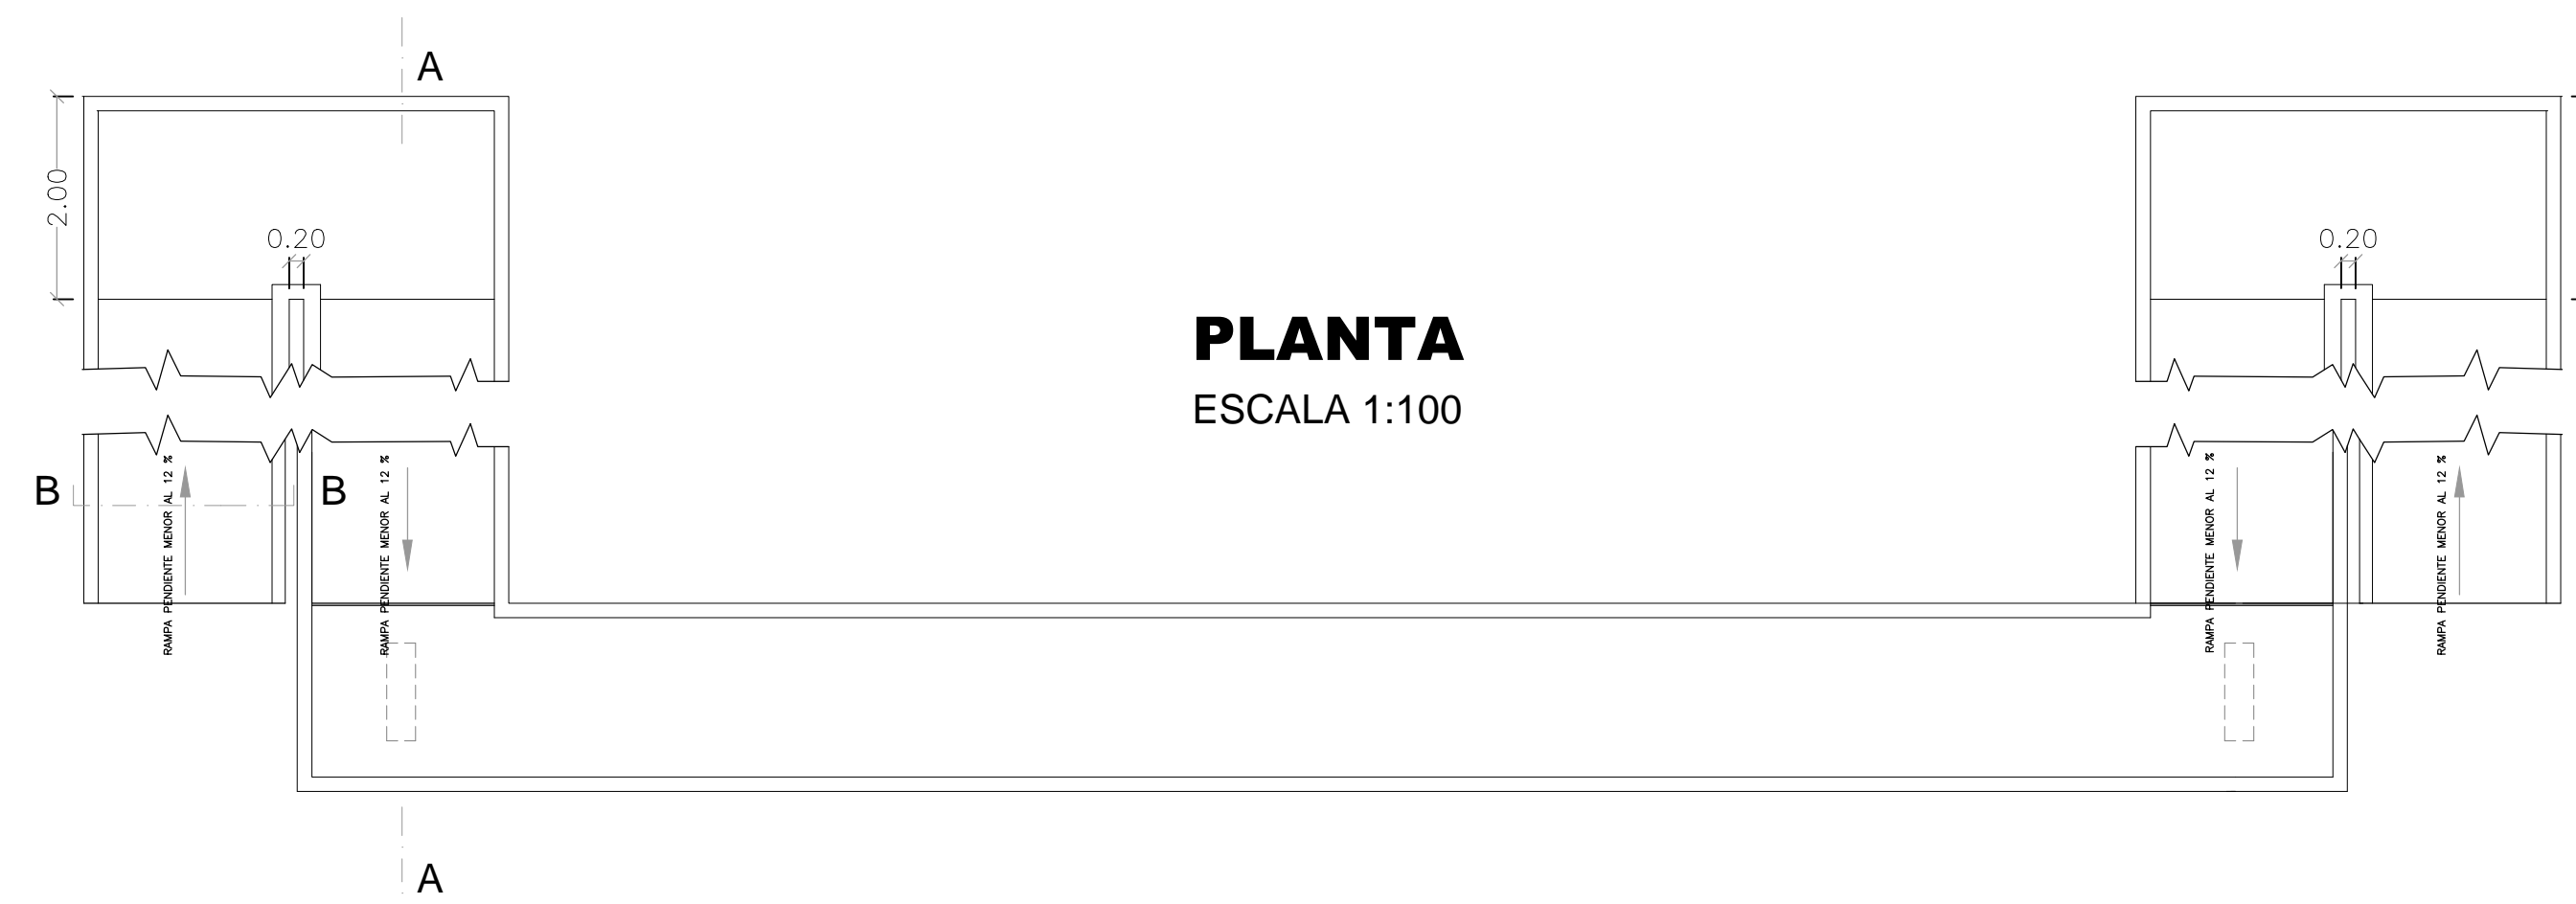 A
2.00
0.20
0.20
PLANTA
ESCALA 1:100
B
B
RAMPA PENDIENTE MENOR AL 12 %
RAMPA PENDIENTE MENOR AL 12 %
RAMPA PENDIENTE MENOR AL 12 %
RAMPA PENDIENTE MENOR AL 12 %
A